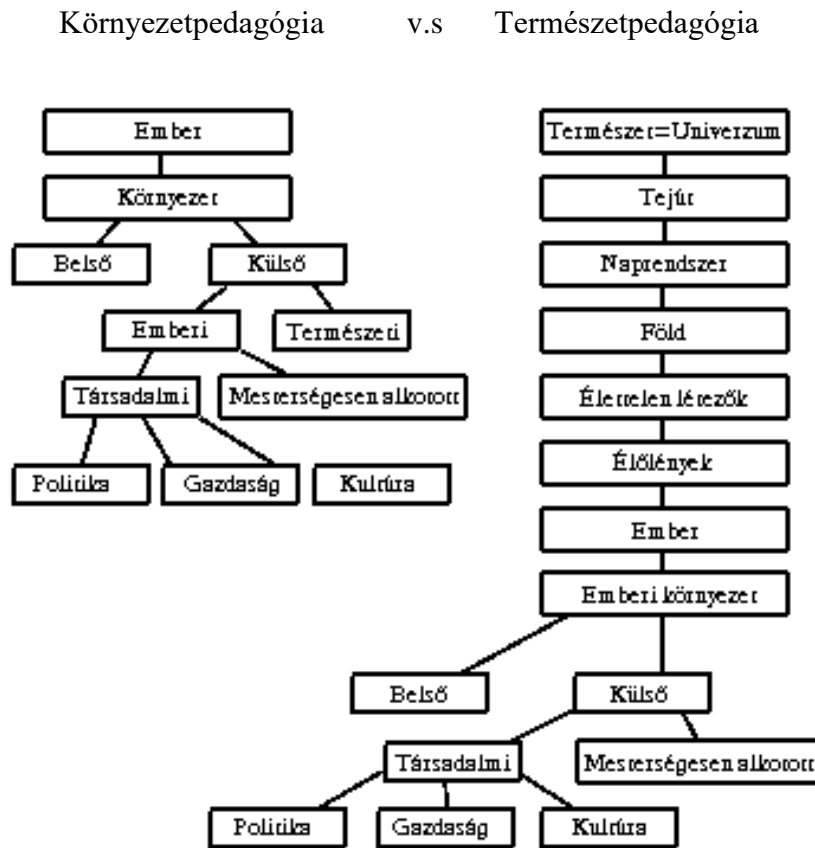 Környezetpedagógia v.s Természetpedagógia
Ember
Környezet
Belső
Külső
Emberi
Természeti
Társadalmi
Mesterségesen alkotott
Politika
Gazdaság
Kultúra
Természet=Univerzum
Tejút
Naprendszer
Föld
Élettelen létezők
Élőlények
Ember
Emberi környezet
Belső
Külső
Társadalmi
Mesterségesen alkotott
Politika
Gazdaság
Kultúra